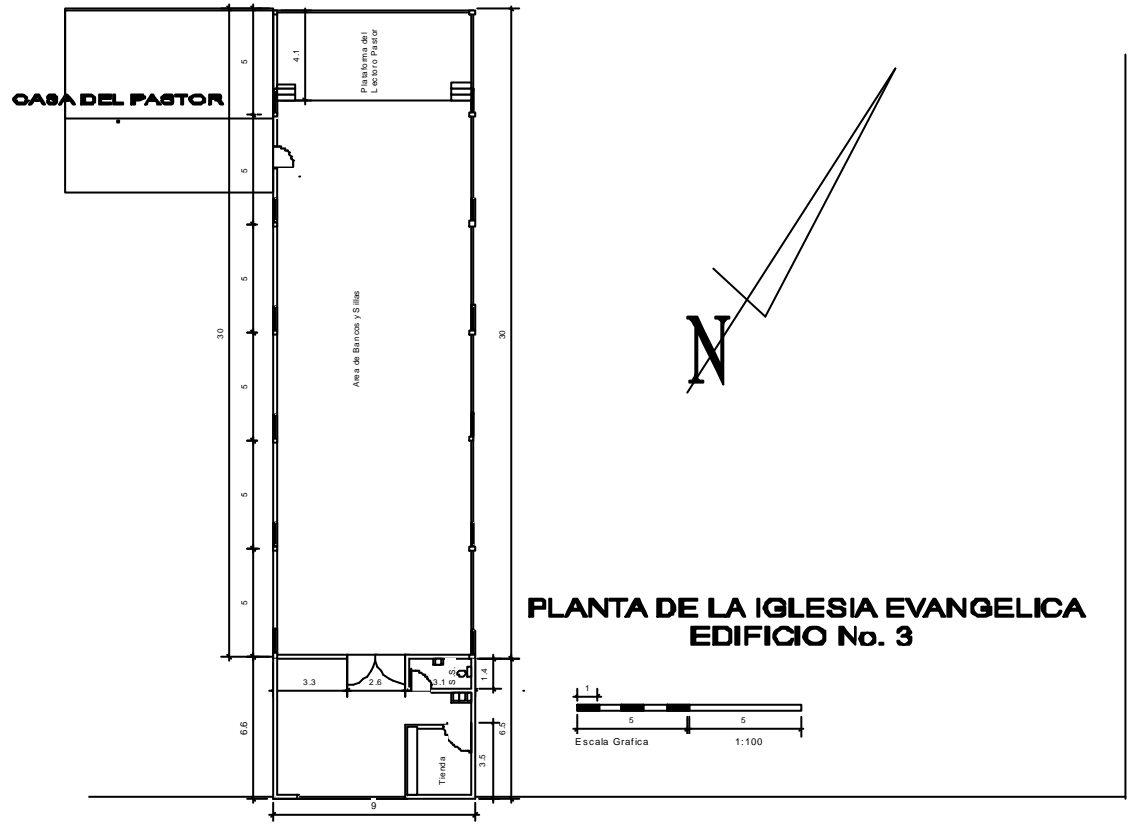 CASA DEL PASTOR
4.1
Plataforma del
Lectoro Pastor
5
5
5
5
5
5
30
30
Area de Bancos y Sillas
N
PLANTA DE LA IGLESIA EVANGELICA
EDIFICIO No. 3
3.3
2.6
3.1
S.S.
1.4
6.6
6.5
3.5
Tienda
9
1
5
5
Escala Grafica
1:100